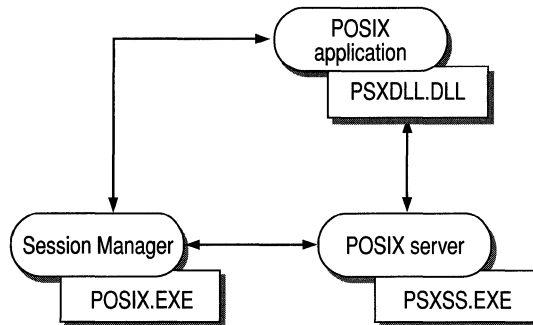 POSIX
application
PSXDLL.DLL
Session Manager
POSIX server
POSIX.EXE
PSXSS.EXE